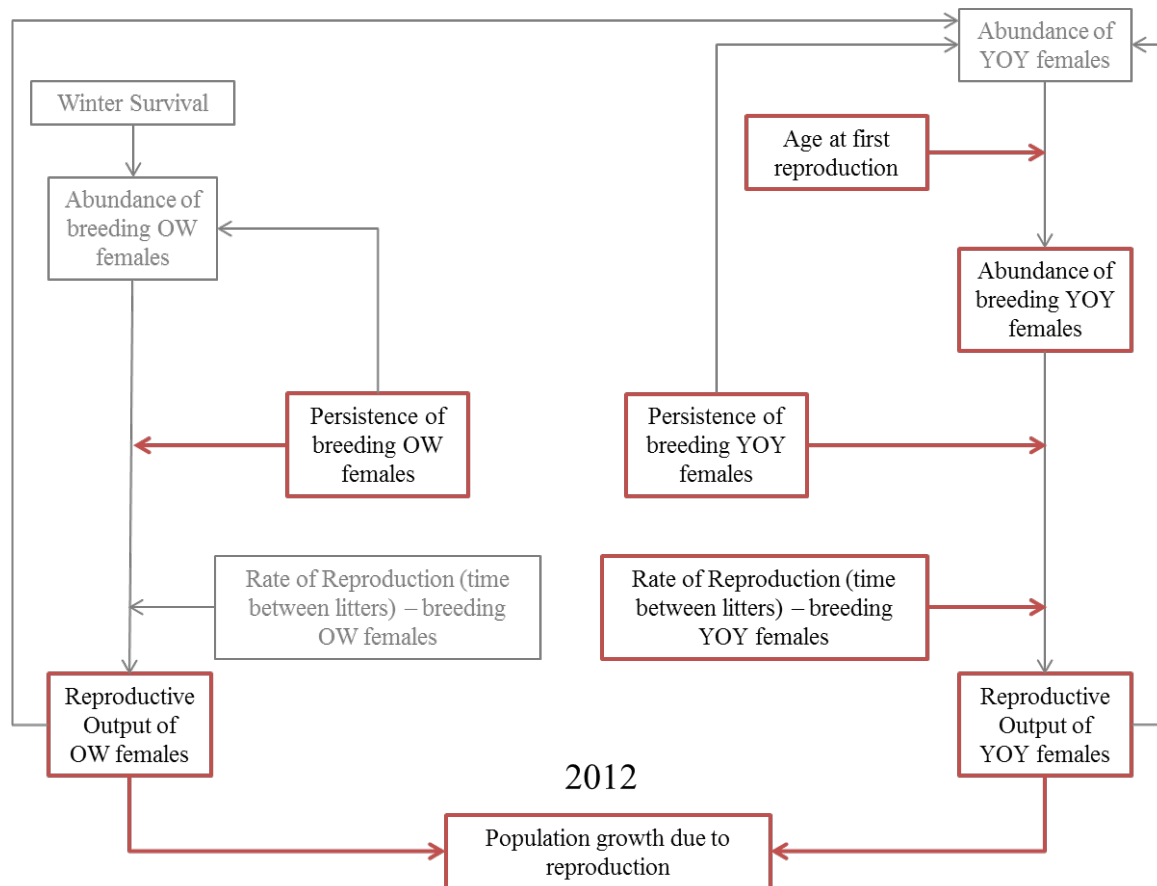 Abundance of
YOY females
Winter Survival
Age at first
reproduction
Abundance of
breeding OW
females
Abundance of
breeding YOY
females
Persistence of
breeding OW
females
Persistence of
breeding YOY
females
Rate of Reproduction (time
between litters) – breeding
OW females
Rate of Reproduction (time
between litters) – breeding
YOY females
Reproductive
Output of
OW females
Reproductive
Output of
YOY females
2012
Population growth due to
reproduction